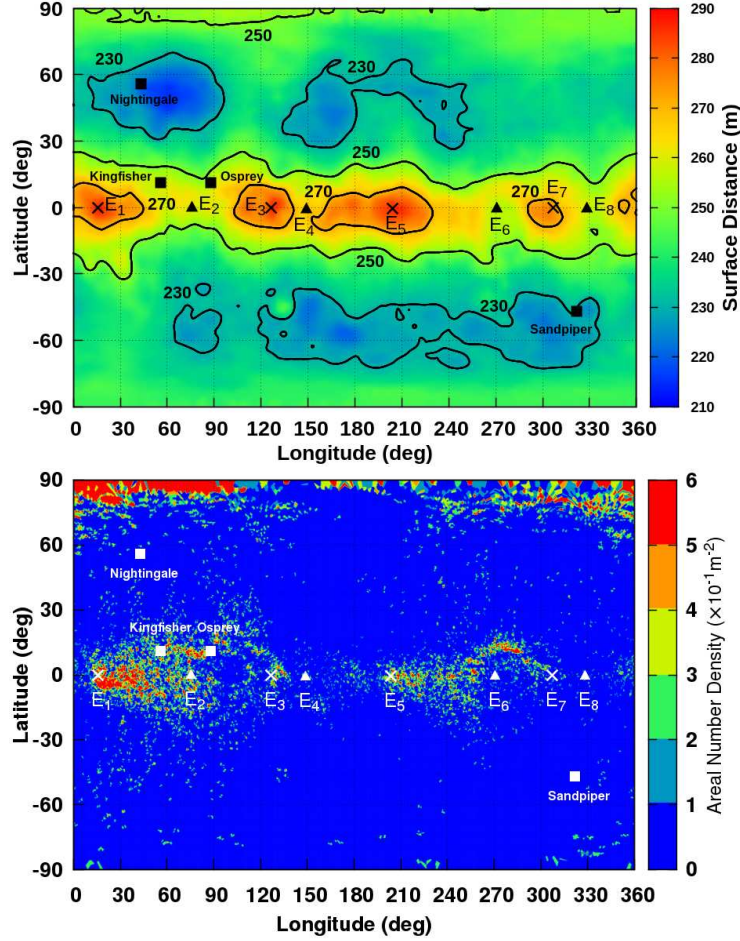 90
290
250
230
250
230
60
280
Nightingale
30
270
250
Kingfisher
Osprey
E7
270
270
0
E1
270
E2
E3
E4
E5
E6
E8
260
250
250
-30
240
230
230
-60
Sandpiper
230
220
-90
210
0 30 60 90 120 150 180 210 240 270 300 330 360
Latitude (deg)
Longitude (deg)
Surface Distance (m)
90
6
60
5
Nightingale
30
Kingfisher Osprey
4
0
E1
E2
E3
E4
E5
E6
E7
E8
3
-30
2
-60
Sandpiper
1
-90
0
0 30 60 90 120 150 180 210 240 270 300 330 360
Latitude (deg)
Longitude (deg)
Areal Number Density (×10⁻¹m⁻²)